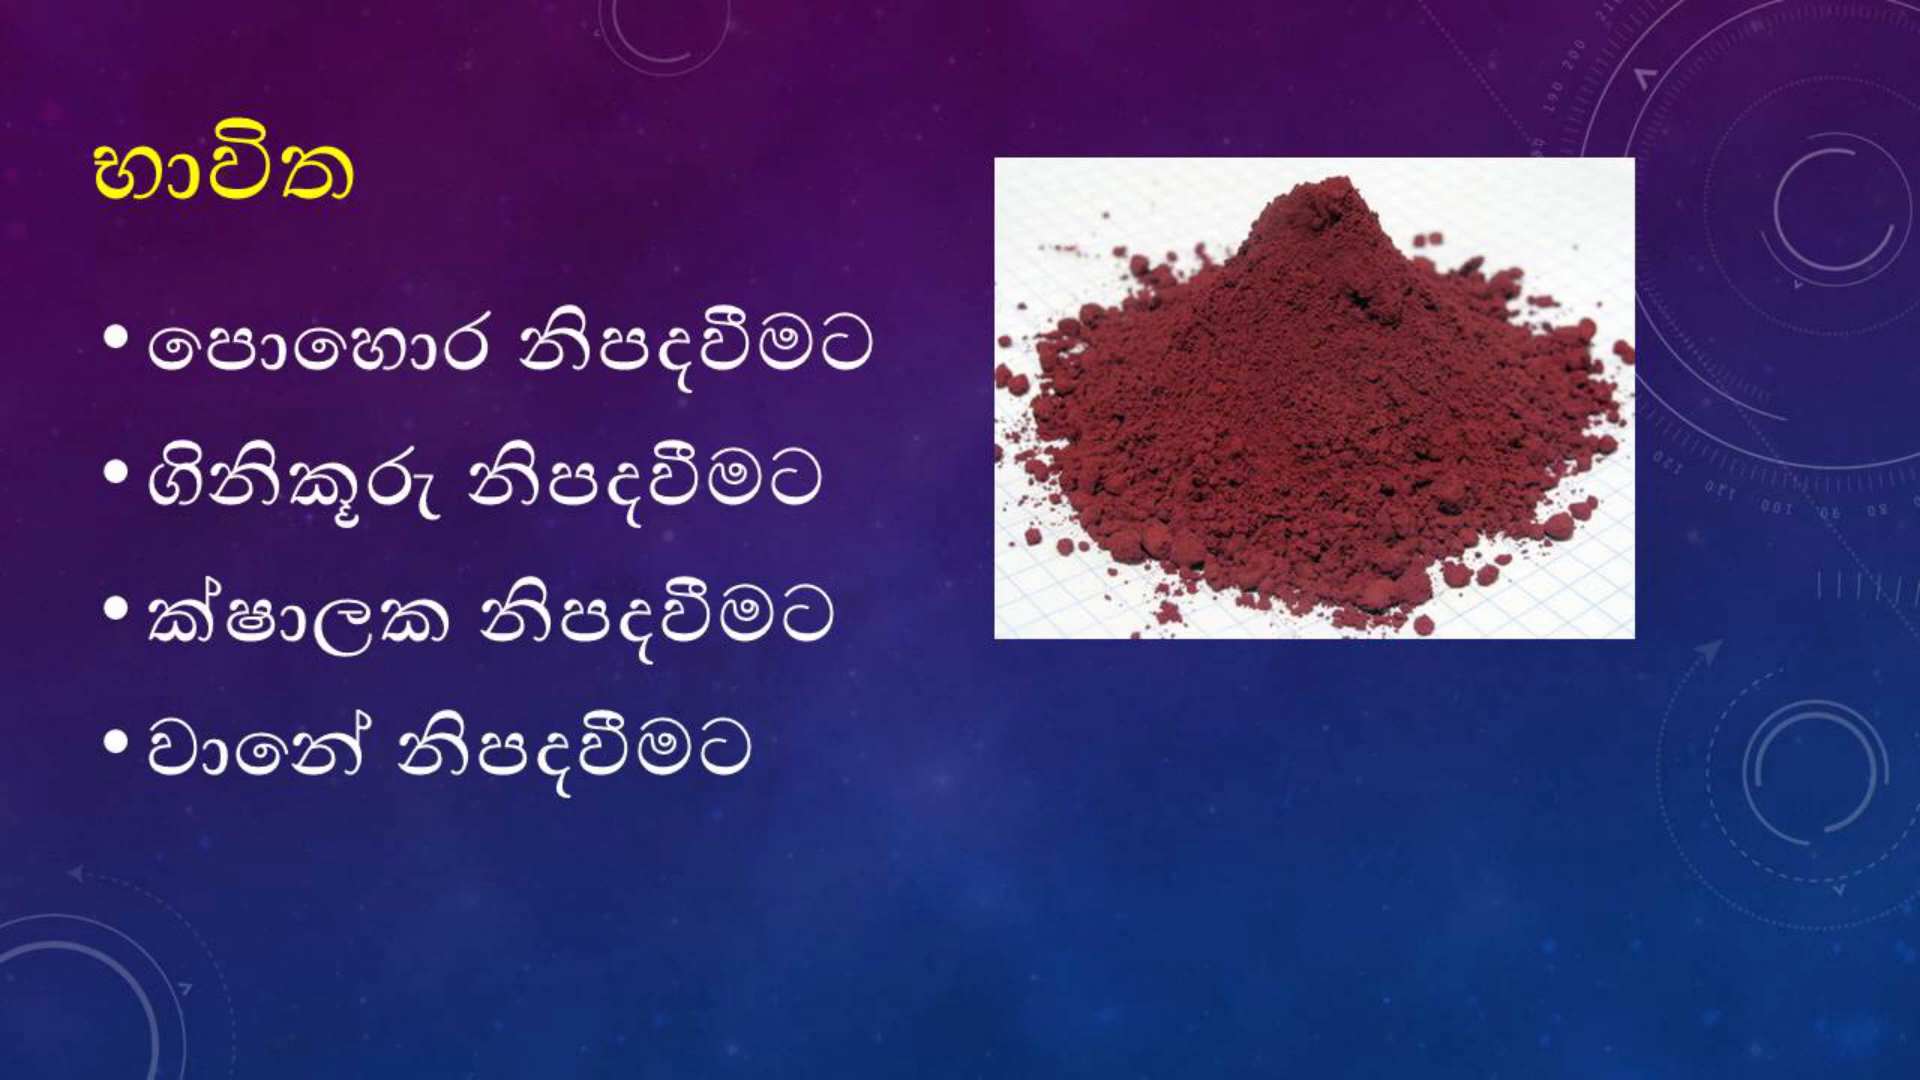 භාවිත
• පොහොර නිපදවීමට
• ගිනිකූරු නිපදවීමට
• ක්ෂාලක නිපදවීමට
• වානේ නිපදවීමට